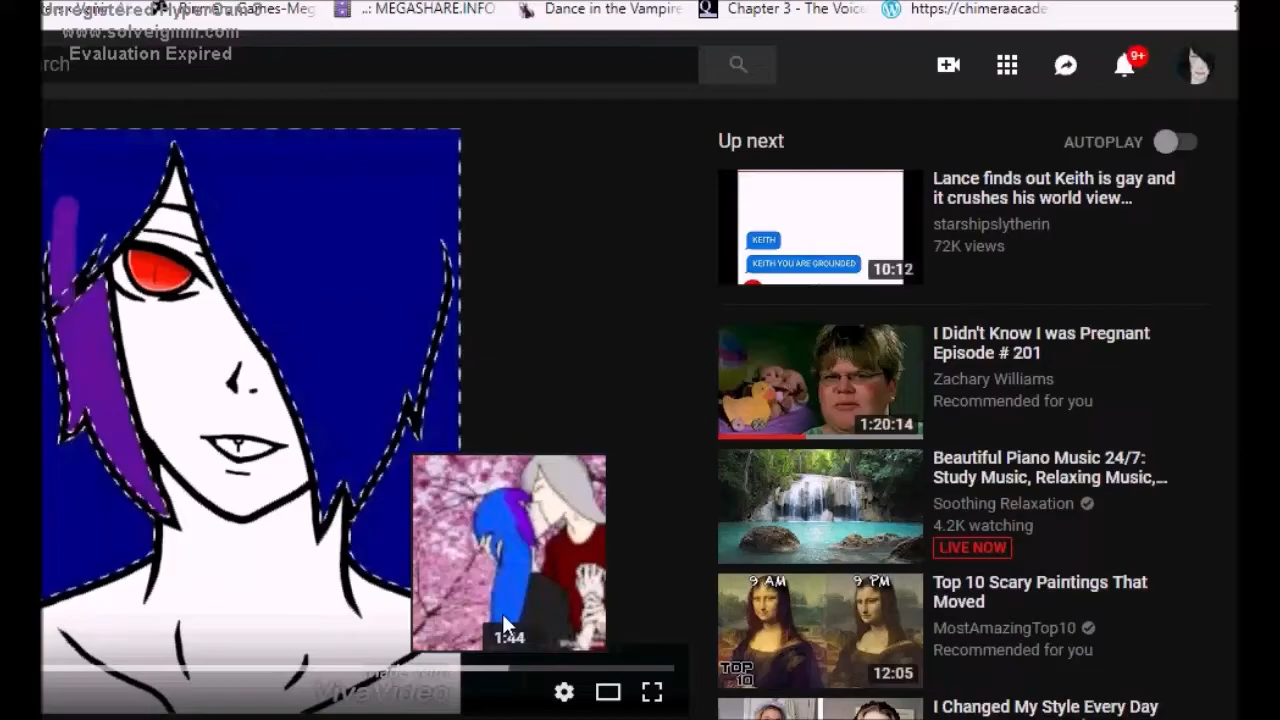 Unregistered HyperCam 3
www.solveigmm.com
Evaluation Expired
..: MEGASHARE.INFO
Dance in the Vampire
Chapter 3 - The Voice
https://chimeraacade
rch
9+
Up next
AUTOPLAY
KEITH
KEITH YOU ARE GROUNDED
10:12
Lance finds out Keith is gay and
it crushes his world view…
starshipslytherin
72K views
1:20:14
I Didn't Know I was Pregnant
Episode # 201
Zachary Williams
Recommended for you
Beautiful Piano Music 24/7:
Study Music, Relaxing Music,…
Soothing Relaxation
4.2K watching
LIVE NOW
9 AM
9 PM
TOP
10
12:05
Top 10 Scary Paintings That
Moved
MostAmazingTop10
Recommended for you
I Changed My Style Every Day
1:44
VivaVideo